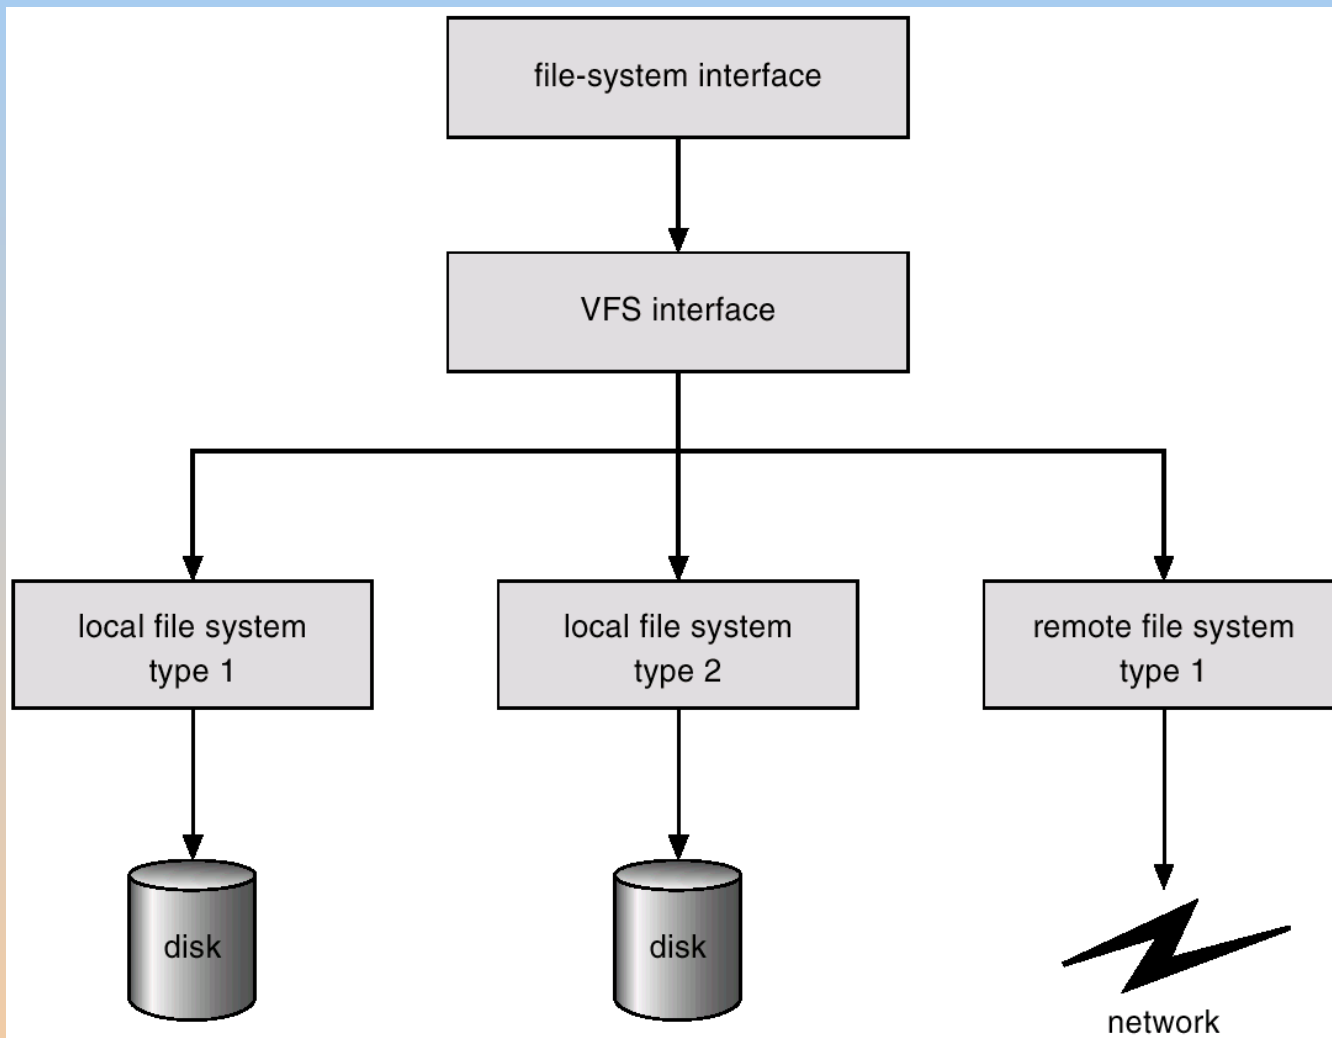 file-system interface
VFS interface
local file system
type 1
local file system
type 2
remote file system
type 1
disk
disk
network